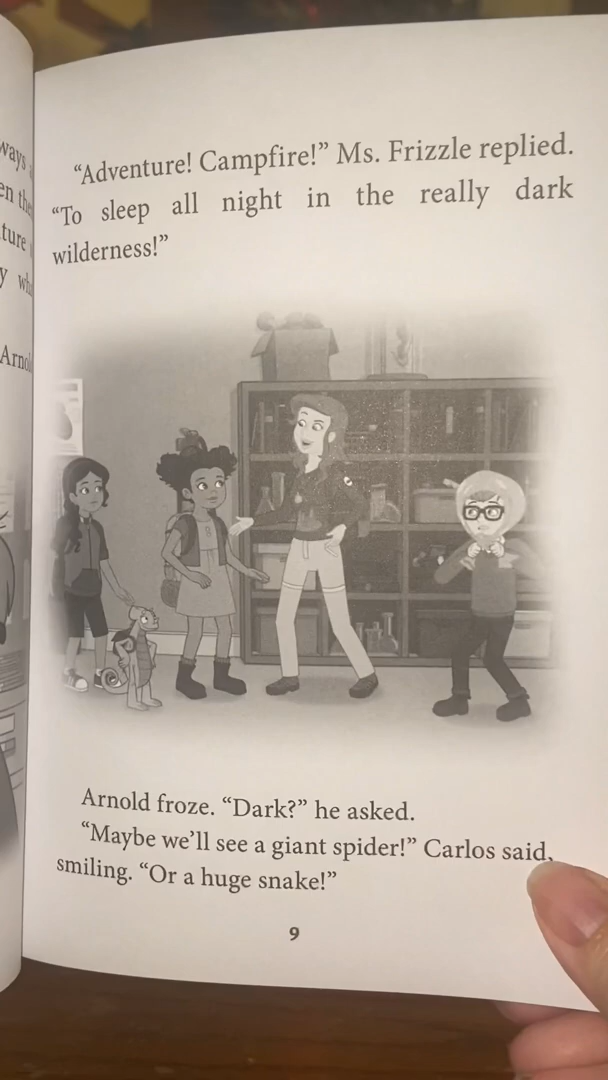 ways
“Adventure! Campfire!” Ms. Frizzle replied.
“To sleep all night in the really dark
wilderness!”
Arnold froze. “Dark?” he asked.
“Maybe we’ll see a giant spider!” Carlos said,
smiling. “Or a huge snake!”
9